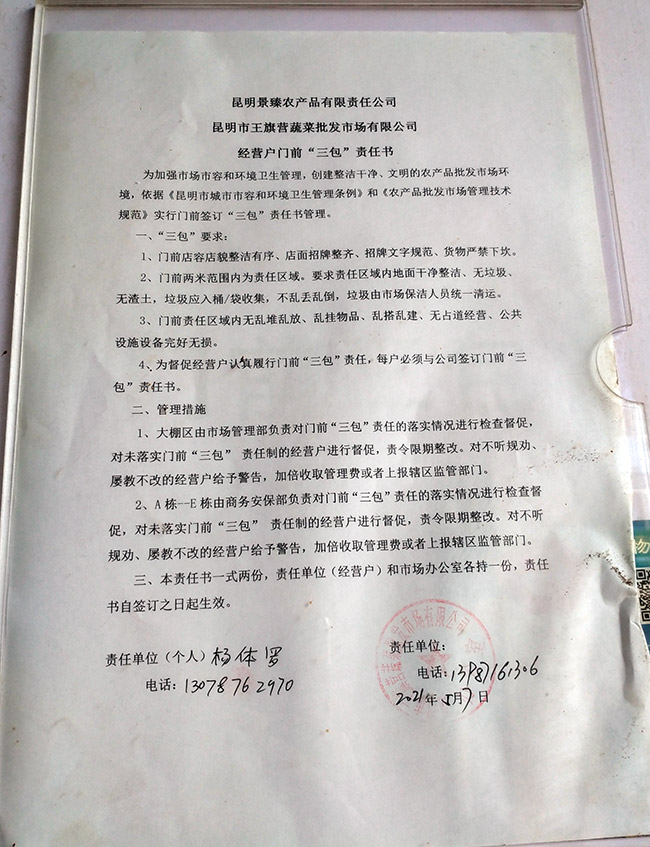 昆明景臻农产品有限责任公司
昆明市王旗营蔬菜批发市场有限公司
经营户门前“三包”责任书
为加强市场市容和环境卫生管理，创建整洁干净、文明的农产品批发市场环
境，依据《昆明市城市市容和环境卫生管理条例》和《农产品批发市场管理技术
规范》实行门前签订“三包”责任书管理。
一、“三包”要求：
1、门前店容店貌整洁有序、店面招牌整齐、招牌文字规范、货物严禁下坎。
2、门前两米范围内为责任区域。要求责任区域内地面干净整洁、无垃圾、
无渣土，垃圾应入桶/袋收集，不乱丢乱倒，垃圾由市场保洁人员统一清运。
3、门前责任区域内无乱堆乱放、乱挂物品、乱搭乱建、无占道经营、公共
设施设备完好无损。
4、为督促经营户认真履行门前“三包”责任，每户必须与公司签订门前“三
包”责任书。
二、管理措施
1、大棚区由市场管理部负责对门前“三包”责任的落实情况进行检查督促，
对未落实门前“三包” 责任制的经营户进行督促，责令限期整改。对不听规劝、
屡教不改的经营户给予警告，加倍收取管理费或者上报辖区监管部门。
2、A 栋--E 栋由商务安保部负责对门前“三包”责任的落实情况进行检查督
促，对未落实门前“三包” 责任制的经营户进行督促，责令限期整改。对不听
规劝、屡教不改的经营户给予警告，加倍收取管理费或者上报辖区监管部门。
三、本责任书一式两份，责任单位（经营户）和市场办公室各持一份，责任
书自签订之日起生效。
责任单位（个人）杨体罗
电话：13078762970
责任单位：
电话：
2021年5月7日
市场有限公司
物